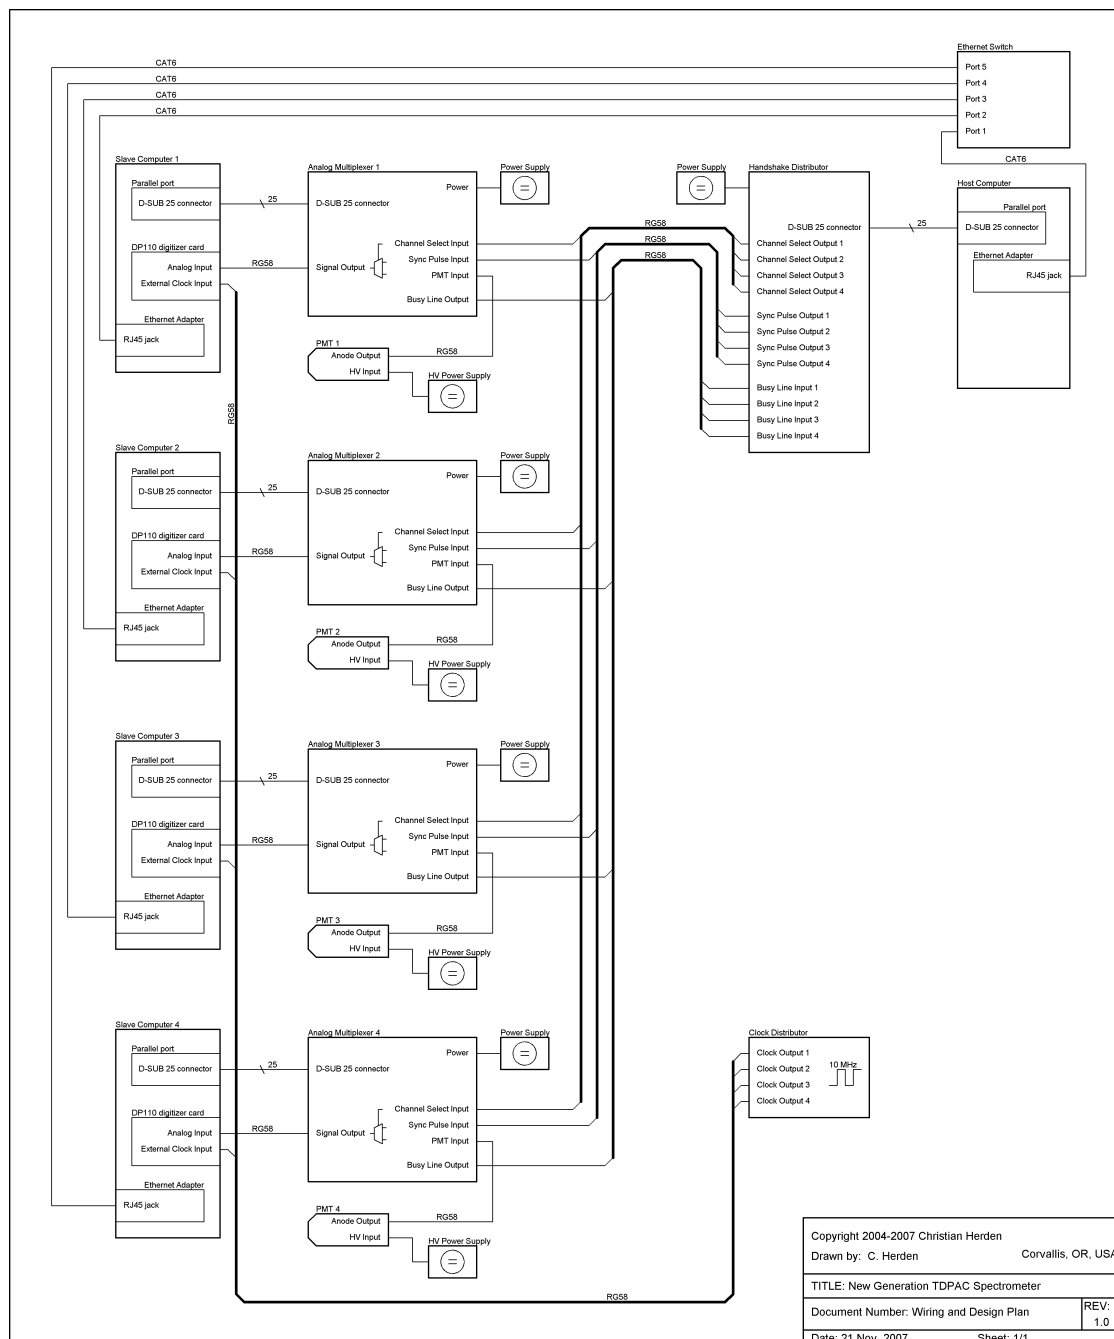 Ethernet Switch
CAT6
Port 5
CAT6
Port 4
CAT6
Port 3
CAT6
Port 2
Port 1
CAT6
Slave Computer 1
Parallel port
D-SUB 25 connector
25
DP110 digitizer card
Analog Input
RG58
External Clock Input
Ethernet Adapter
RJ45 jack
Analog Multiplexer 1
Power
D-SUB 25 connector
Channel Select Input
Sync Pulse Input
Signal Output
PMT Input
Busy Line Output
Power Supply
PMT 1
Anode Output
RG58
HV Input
HV Power Supply
Power Supply
Handshake Distributor
D-SUB 25 connector
25
RG58
Channel Select Output 1
RG58
Channel Select Output 2
RG58
Channel Select Output 3
Channel Select Output 4
Sync Pulse Output 1
Sync Pulse Output 2
Sync Pulse Output 3
Sync Pulse Output 4
Busy Line Input 1
Busy Line Input 2
Busy Line Input 3
Busy Line Input 4
Host Computer
Parallel port
D-SUB 25 connector
Ethernet Adapter
RJ45 jack
RG58
Slave Computer 2
Parallel port
D-SUB 25 connector
25
DP110 digitizer card
Analog Input
RG58
External Clock Input
Ethernet Adapter
RJ45 jack
Analog Multiplexer 2
Power
D-SUB 25 connector
Channel Select Input
Sync Pulse Input
Signal Output
PMT Input
Busy Line Output
Power Supply
PMT 2
Anode Output
RG58
HV Input
HV Power Supply
Slave Computer 3
Parallel port
D-SUB 25 connector
25
DP110 digitizer card
Analog Input
RG58
External Clock Input
Ethernet Adapter
RJ45 jack
Analog Multiplexer 3
Power
D-SUB 25 connector
Channel Select Input
Sync Pulse Input
Signal Output
PMT Input
Busy Line Output
Power Supply
PMT 3
Anode Output
RG58
HV Input
HV Power Supply
Slave Computer 4
Parallel port
D-SUB 25 connector
25
DP110 digitizer card
Analog Input
RG58
External Clock Input
Ethernet Adapter
RJ45 jack
Analog Multiplexer 4
Power
D-SUB 25 connector
Channel Select Input
Sync Pulse Input
Signal Output
PMT Input
Busy Line Output
Power Supply
PMT 4
Anode Output
RG58
HV Input
HV Power Supply
Clock Distributor
Clock Output 1
Clock Output 2
10 MHz
Clock Output 3
Clock Output 4
RG58
Copyright 2004-2007 Christian Herden
Drawn by: C. Herden
Corvallis, OR, USA
TITLE: New Generation TDPAC Spectrometer
Document Number: Wiring and Design Plan
REV:
1.0
Date: 21 Nov, 2007
Sheet: 1/1